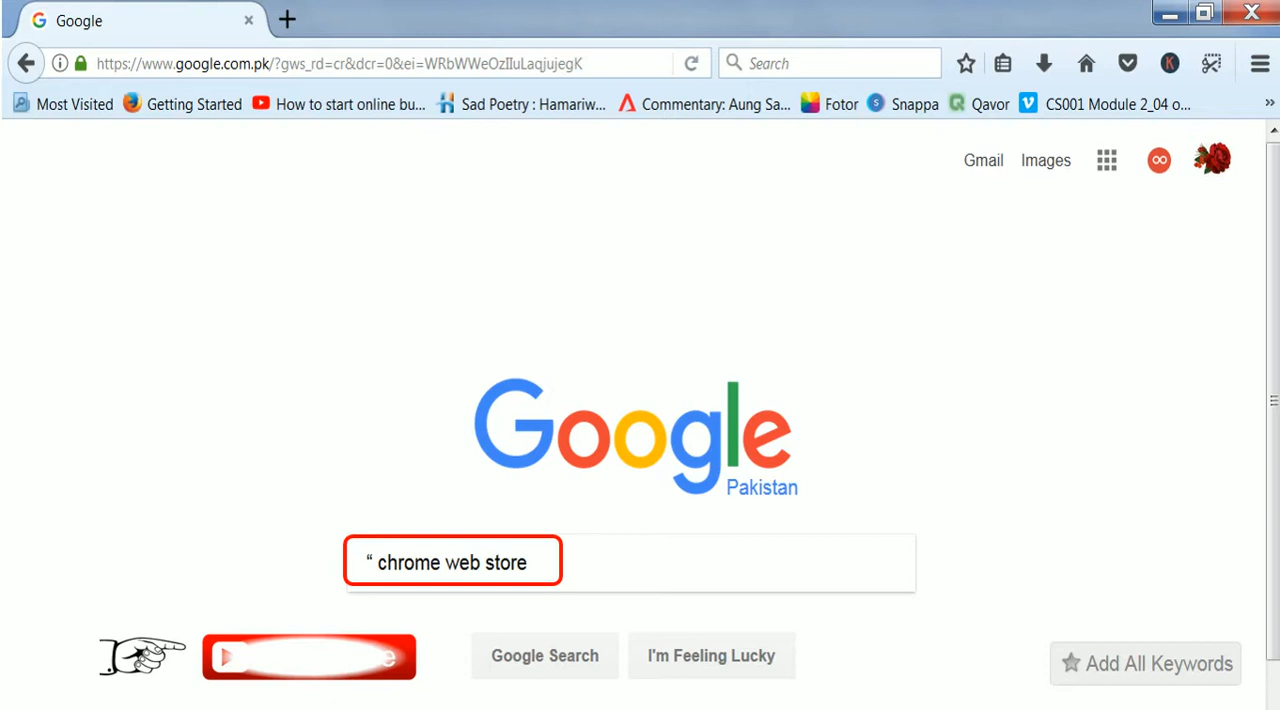 Google
https://www.google.com.pk/?gws_rd=cr&dcr=0&ei=WRbWWeOzIIuLaqjujegK
Search
Most Visited Getting Started How to start online bu... Sad Poetry : Hamariw... Commentary: Aung Sa... Fotor Snappa Qavor CS001 Module 2_04 o... »
Gmail Images
Google
Pakistan
“ chrome web store
Google Search I'm Feeling Lucky Add All Keywords